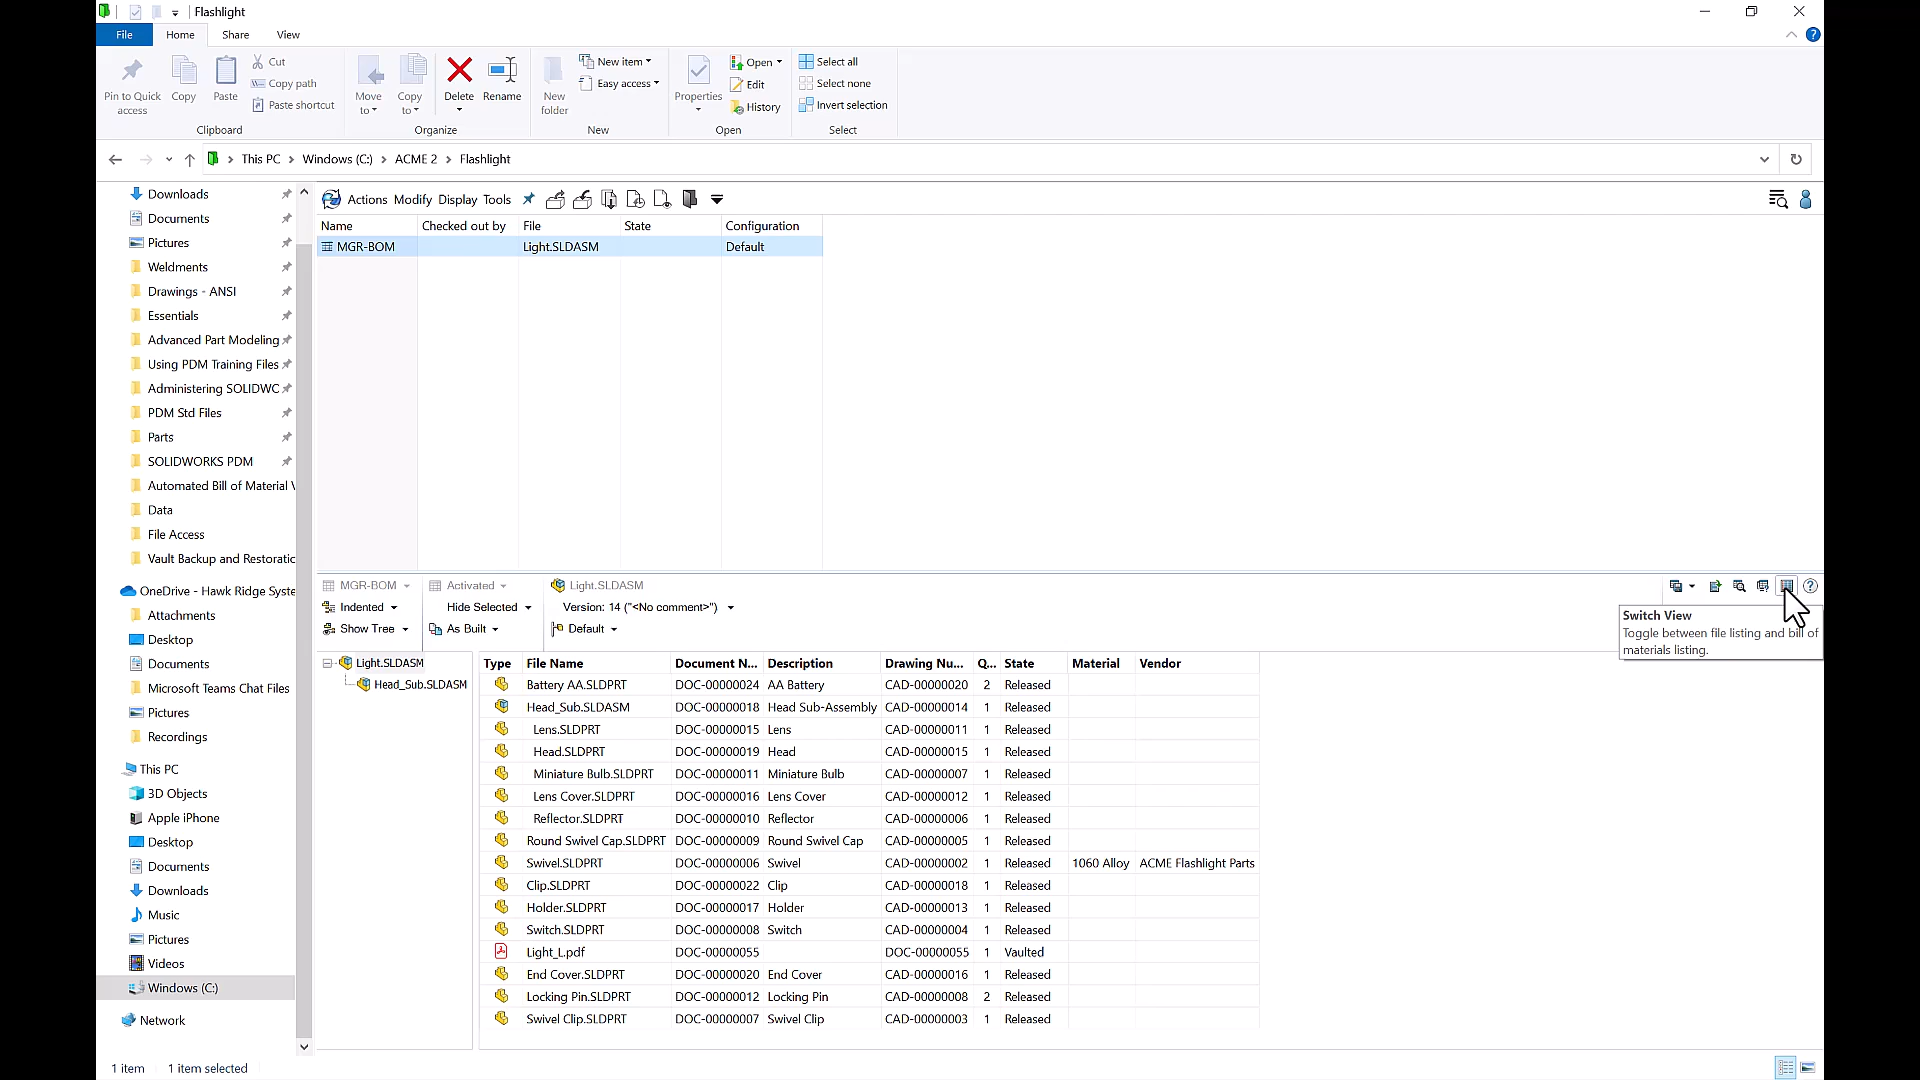 Flashlight
File Home Share View
Pin to Quick access
Copy
Paste
Cut
Copy path
Paste shortcut
Clipboard
Move to
Copy to
Delete
Rename
Organize
New folder
New item
Easy access
New
Properties
Open
Edit
History
Open
Select all
Select none
Invert selection
Select
This PC > Windows (C:) > ACME 2 > Flashlight
Downloads
Documents
Pictures
Weldments
Drawings - ANSI
Essentials
Advanced Part Modeling
Using PDM Training Files
Administering SOLIDWC
PDM Std Files
Parts
SOLIDWORKS PDM
Automated Bill of Material
Data
File Access
Vault Backup and Restoratic
OneDrive - Hawk Ridge Syste
Attachments
Desktop
Documents
Microsoft Teams Chat Files
Pictures
Recordings
This PC
3D Objects
Apple iPhone
Desktop
Documents
Downloads
Music
Pictures
Videos
Windows (C:)
Network
Actions Modify Display Tools
Name Checked out by File State Configuration
MGR-BOM Light.SLDASM Default
MGR-BOM Activated Light.SLDASM
Indented Hide Selected Version: 14 ("<No comment>")
Show Tree As Built Default
Switch View
Toggle between file listing and bill of
materials listing.
Light.SLDASM
Head_Sub.SLDASM
Type File Name Document N... Description Drawing Nu... Q... State Material Vendor
Battery AA.SLDPRT DOC-00000024 AA Battery CAD-00000020 2 Released
Head_Sub.SLDASM DOC-00000018 Head Sub-Assembly CAD-00000014 1 Released
Lens.SLDPRT DOC-00000015 Lens CAD-00000011 1 Released
Head.SLDPRT DOC-00000019 Head CAD-00000015 1 Released
Miniature Bulb.SLDPRT DOC-00000011 Miniature Bulb CAD-00000007 1 Released
Lens Cover.SLDPRT DOC-00000016 Lens Cover CAD-00000012 1 Released
Reflector.SLDPRT DOC-00000010 Reflector CAD-00000006 1 Released
Round Swivel Cap.SLDPRT DOC-00000009 Round Swivel Cap CAD-00000005 1 Released
Swivel.SLDPRT DOC-00000006 Swivel CAD-00000002 1 Released 1060 Alloy ACME Flashlight Parts
Clip.SLDPRT DOC-00000022 Clip CAD-00000018 1 Released
Holder.SLDPRT DOC-00000017 Holder CAD-00000013 1 Released
Switch.SLDPRT DOC-00000008 Switch CAD-00000004 1 Released
Light_L.pdf DOC-00000055 DOC-00000055 1 Vaulted
End Cover.SLDPRT DOC-00000020 End Cover CAD-00000016 1 Released
Locking Pin.SLDPRT DOC-00000012 Locking Pin CAD-00000008 2 Released
Swivel Clip.SLDPRT DOC-00000007 Swivel Clip CAD-00000003 1 Released
1 item 1 item selected